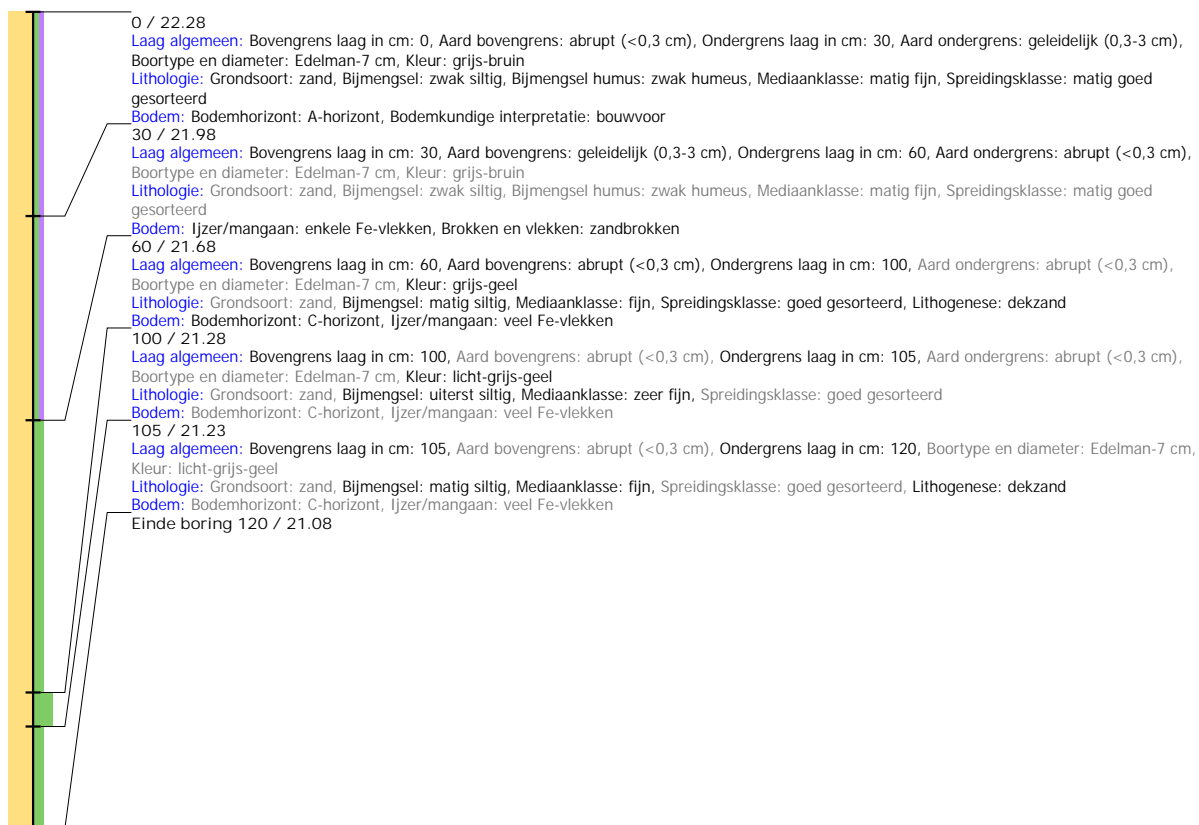 0 / 22.28
Laag algemeen: Bovengrens laag in cm: 0, Aard bovengrens: abrupt (<0,3 cm), Ondergrens laag in cm: 30, Aard ondergrens: geleidelijk (0,3-3 cm),
Boortype en diameter: Edelman-7 cm, Kleur: grijs-bruin
Lithologie: Grondsoort: zand, Bijmengsel: zwak siltig, Bijmengsel humus: zwak humeus, Mediaanklasse: matig fijn, Spreidingsklasse: matig goed
gesorteerd
Bodem: Bodemhorizont: A-horizont, Bodemkundige interpretatie: bouwvoor
30 / 21.98
Laag algemeen: Bovengrens laag in cm: 30, Aard bovengrens: geleidelijk (0,3-3 cm), Ondergrens laag in cm: 60, Aard ondergrens: abrupt (<0,3 cm),
Boortype en diameter: Edelman-7 cm, Kleur: grijs-bruin
Lithologie: Grondsoort: zand, Bijmengsel: zwak siltig, Bijmengsel humus: zwak humeus, Mediaanklasse: matig fijn, Spreidingsklasse: matig goed
gesorteerd
Bodem: Ijzer/mangaan: enkele Fe-vlekken, Brokken en vlekken: zandbrokken
60 / 21.68
Laag algemeen: Bovengrens laag in cm: 60, Aard bovengrens: abrupt (<0,3 cm), Ondergrens laag in cm: 100, Aard ondergrens: abrupt (<0,3 cm),
Boortype en diameter: Edelman-7 cm, Kleur: grijs-geel
Lithologie: Grondsoort: zand, Bijmengsel: matig siltig, Mediaanklasse: fijn, Spreidingsklasse: goed gesorteerd, Lithogenese: dekzand
Bodem: Bodemhorizont: C-horizont, Ijzer/mangaan: veel Fe-vlekken
100 / 21.28
Laag algemeen: Bovengrens laag in cm: 100, Aard bovengrens: abrupt (<0,3 cm), Ondergrens laag in cm: 105, Aard ondergrens: abrupt (<0,3 cm),
Boortype en diameter: Edelman-7 cm, Kleur: licht-grijs-geel
Lithologie: Grondsoort: zand, Bijmengsel: uiterst siltig, Mediaanklasse: zeer fijn, Spreidingsklasse: goed gesorteerd
Bodem: Bodemhorizont: C-horizont, Ijzer/mangaan: veel Fe-vlekken
105 / 21.23
Laag algemeen: Bovengrens laag in cm: 105, Aard bovengrens: abrupt (<0,3 cm), Ondergrens laag in cm: 120, Boortype en diameter: Edelman-7 cm,
Kleur: licht-grijs-geel
Lithologie: Grondsoort: zand, Bijmengsel: matig siltig, Mediaanklasse: fijn, Spreidingsklasse: goed gesorteerd, Lithogenese: dekzand
Bodem: Bodemhorizont: C-horizont, Ijzer/mangaan: veel Fe-vlekken
Einde boring 120 / 21.08